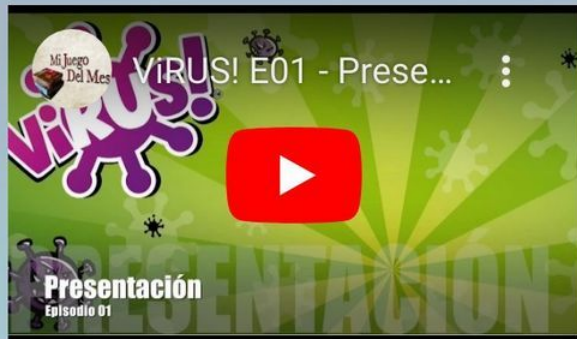 Mi Juego
Del Mes
ViRUS! E01 - Prese...
ViRUS!
PRESENTACIÓN
Presentación
Episodio 01